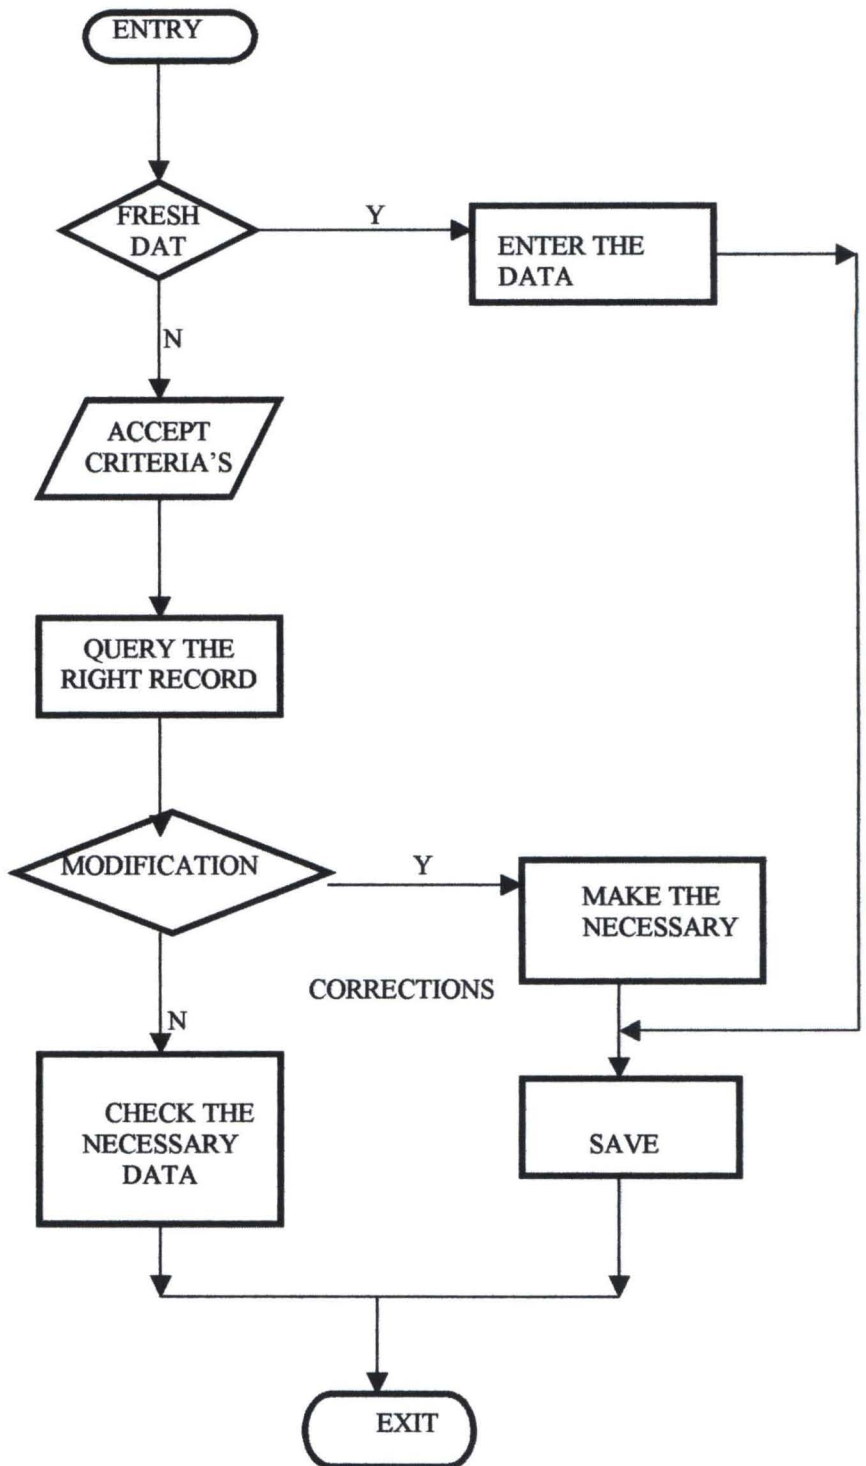 ENTRY
FRESH
DAT
Y
ENTER THE
DATA
N
ACCEPT
CRITERIA'S
QUERY THE
RIGHT RECORD
MODIFICATION
Y
MAKE THE
NECESSARY
CORRECTIONS
N
CHECK THE
NECESSARY
DATA
SAVE
EXIT